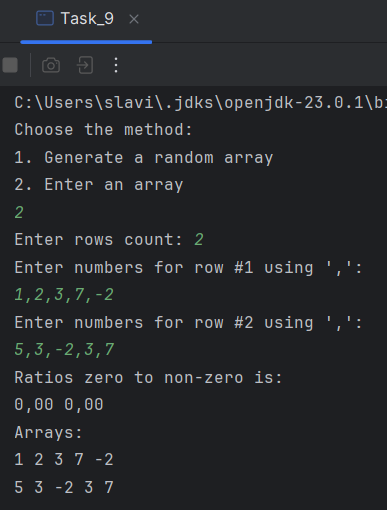 Task_9
C:\Users\slavi\.jdks\openjdk-23.0.1\b
Choose the method:
1. Generate a random array
2. Enter an array
2
Enter rows count: 2
Enter numbers for row #1 using ',':
1,2,3,7,-2
Enter numbers for row #2 using ',':
5,3,-2,3,7
Ratios zero to non-zero is:
0,00 0,00
Arrays:
1 2 3 7 -2
5 3 -2 3 7